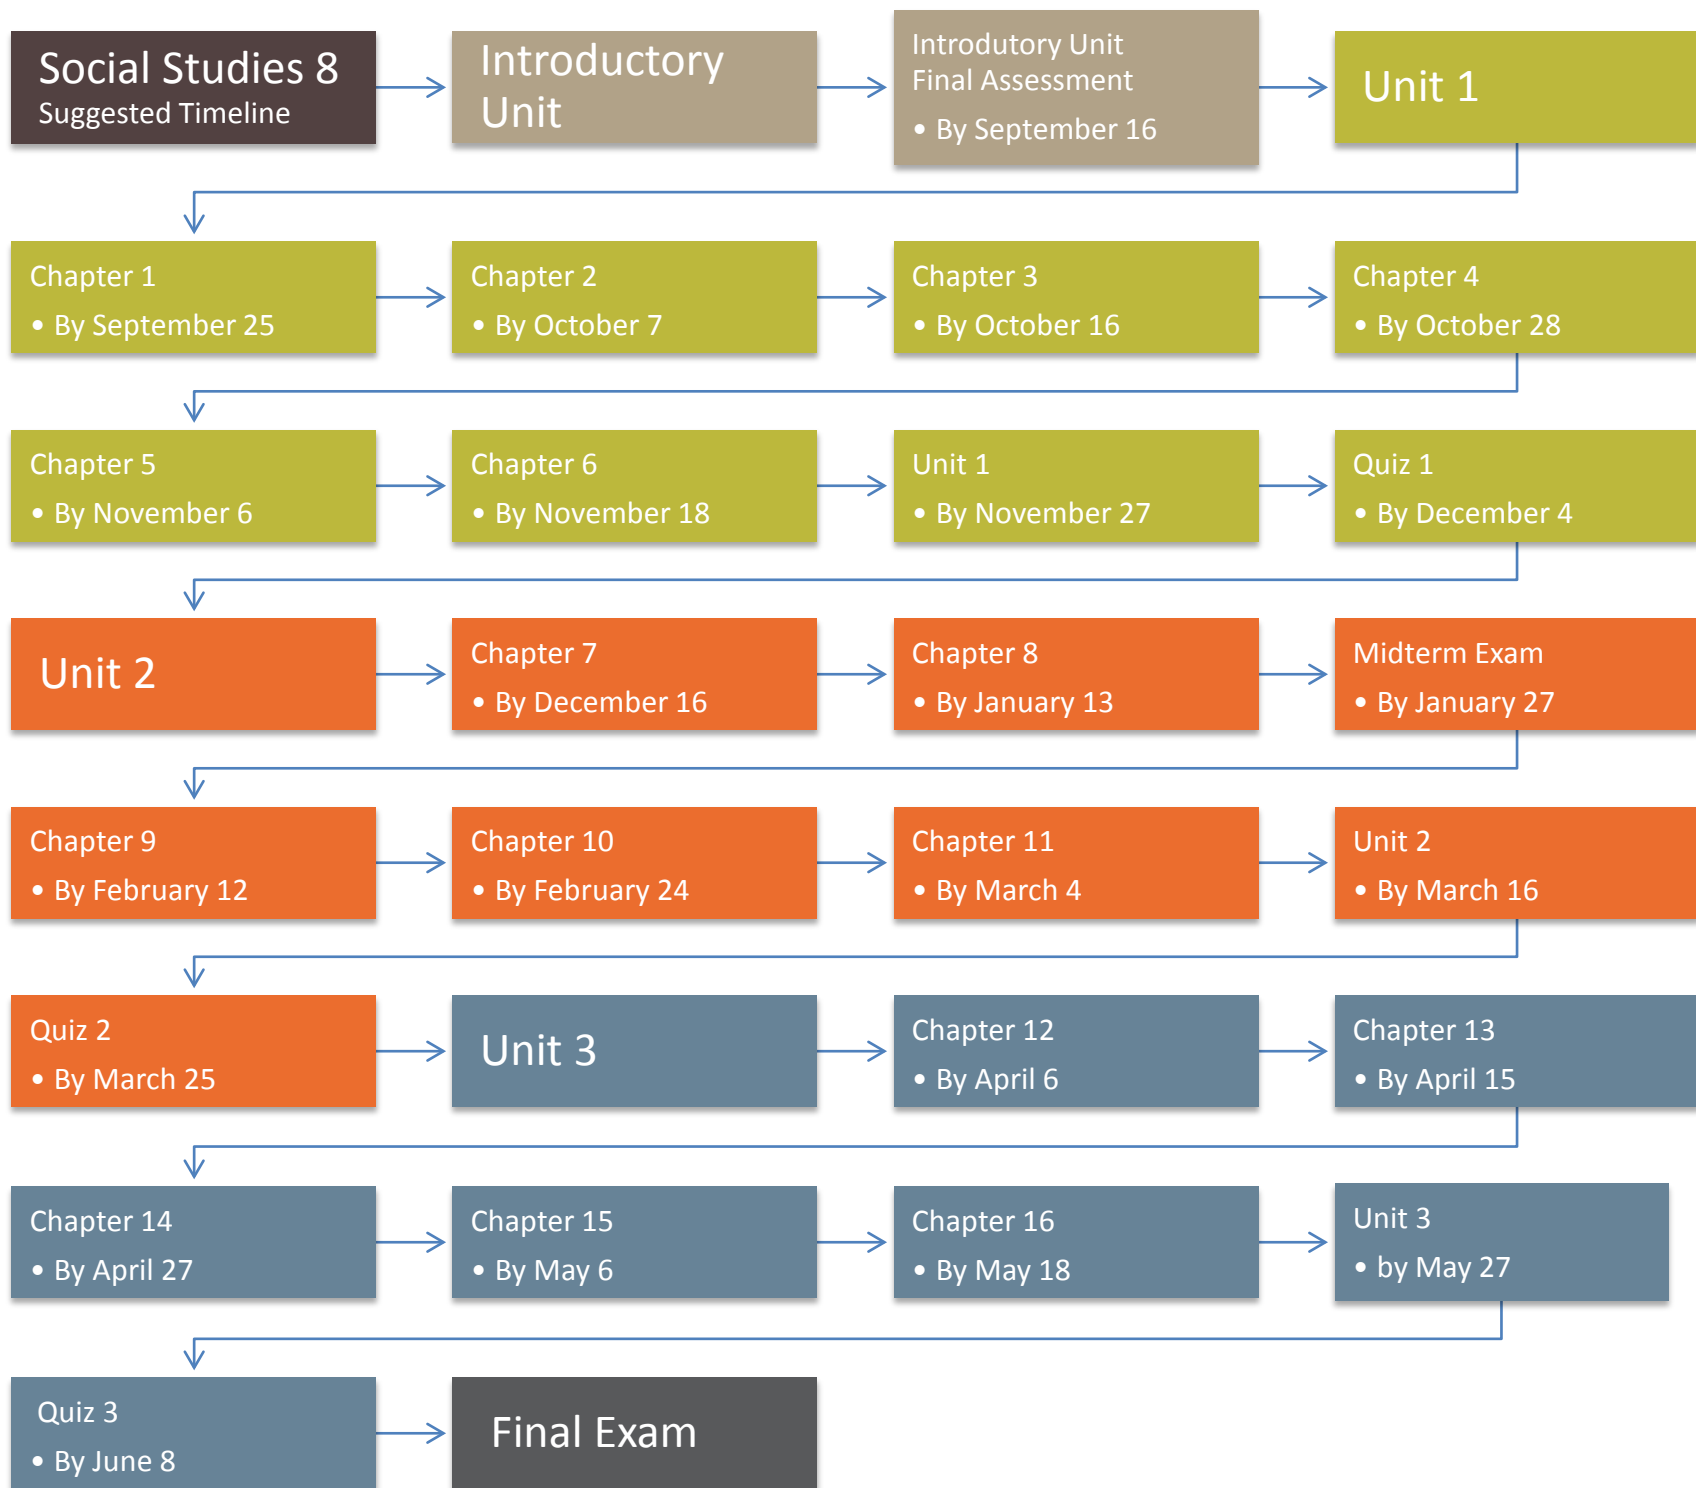 Social Studies 8
Suggested Timeline
Introductory
Unit
Introdutory Unit
Final Assessment
• By September 16
Unit 1
Chapter 1
• By September 25
Chapter 2
• By October 7
Chapter 3
• By October 16
Chapter 4
• By October 28
Chapter 5
• By November 6
Chapter 6
• By November 18
Unit 1
• By November 27
Quiz 1
• By December 4
Unit 2
Chapter 7
• By December 16
Chapter 8
• By January 13
Midterm Exam
• By January 27
Chapter 9
• By February 12
Chapter 10
• By February 24
Chapter 11
• By March 4
Unit 2
• By March 16
Quiz 2
• By March 25
Unit 3
Chapter 12
• By April 6
Chapter 13
• By April 15
Chapter 14
• By April 27
Chapter 15
• By May 6
Chapter 16
• By May 18
Unit 3
• by May 27
Quiz 3
• By June 8
Final Exam